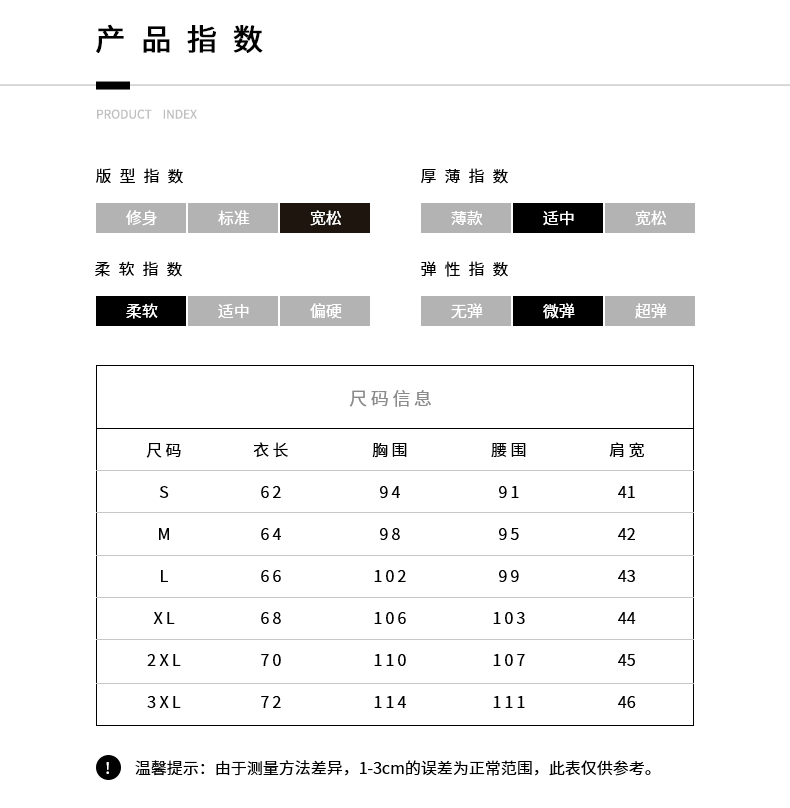 产品指数
PRODUCT INDEX
版型指数 厚薄指数
修身 标准 宽松 薄款 适中 宽松
柔软指数 弹性指数
柔软 适中 偏硬 无弹 微弹 超弹
尺码信息
尺码 衣长 胸围 腰围 肩宽
S 62 94 91 41
M 64 98 95 42
L 66 102 99 43
XL 68 106 103 44
2XL 70 110 107 45
3XL 72 114 111 46
! 温馨提示：由于测量方法差异，1-3cm的误差为正常范围，此表仅供参考。